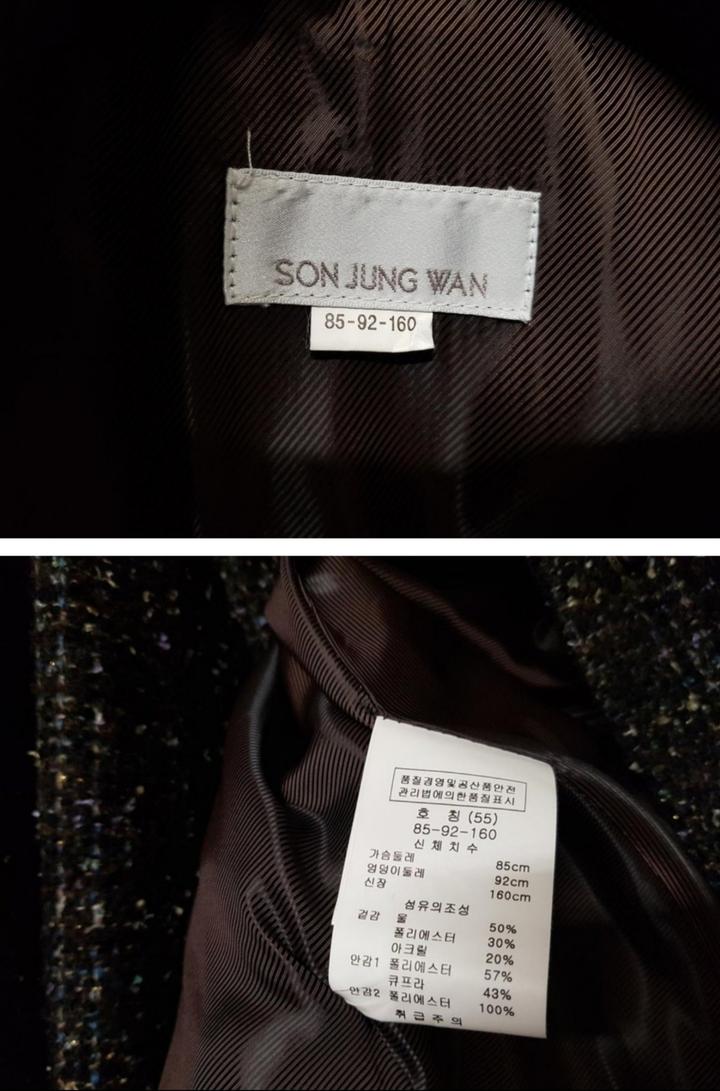 SON JUNG WAN
85-92-160
품질경영및공산품안전
관리법에의한품질표시
호 칭 (55)
85-92-160
신체치수
가슴둘레 85cm
엉덩이둘레 92cm
신장 160cm
섬유의조성
겉감 울 50%
폴리에스터 30%
아크릴 20%
안감1 폴리에스터 57%
큐프라 43%
안감2 폴리에스터 100%
취급주의